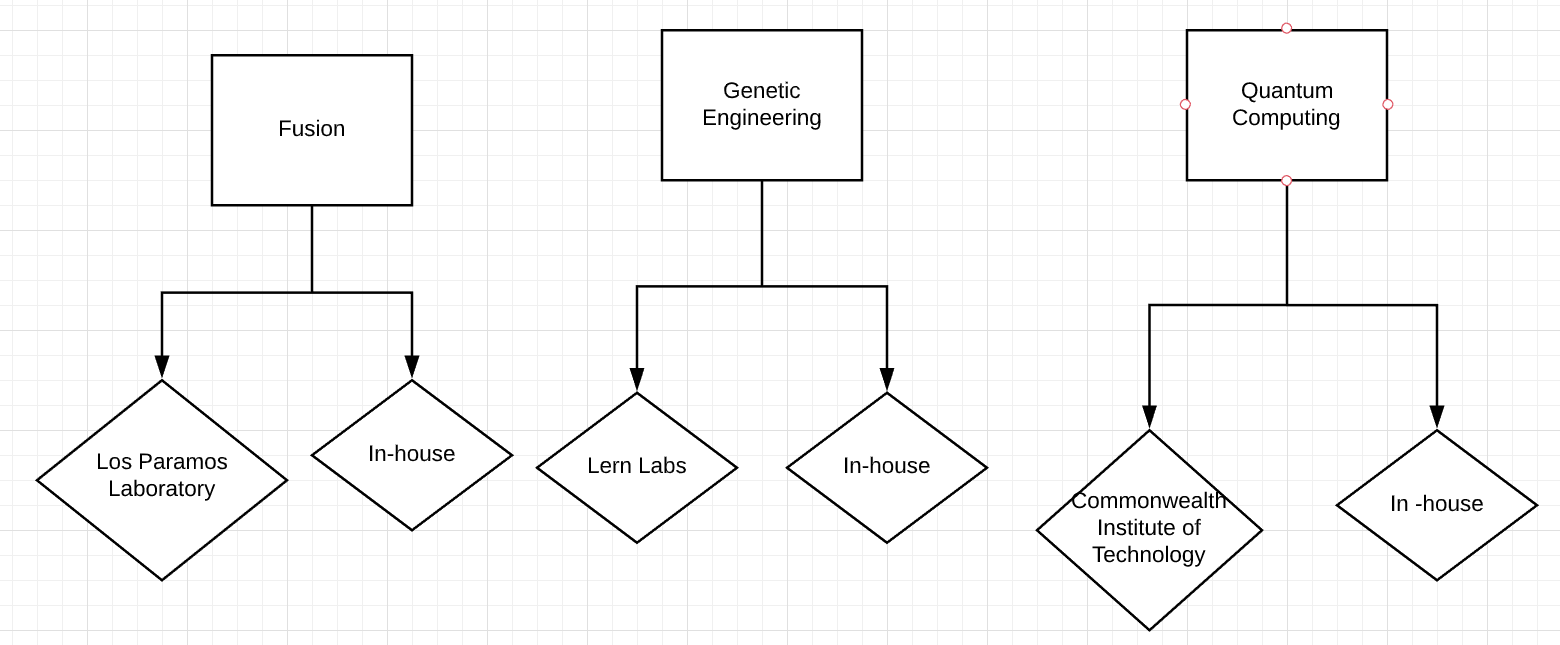 Fusion
Genetic
Engineering
Quantum
Computing
Los Paramos
Laboratory
In-house
Lern Labs
In-house
Commonwealth
Institute of
Technology
In -house